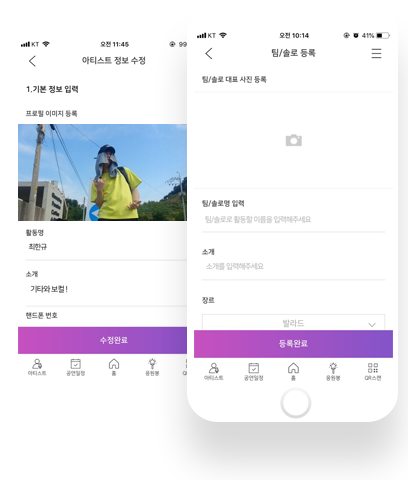 KT
오전 11:45
99
아티스트 정보 수정
1.기본 정보 입력
프로필 이미지 등록
활동명
최한규
소개
기타와 보컬 !
핸드폰 번호
수정완료
아티스트
공연일정
홈
응원봉
KT
오전 10:14
41%
팀/솔로 등록
팀/솔로 대표 사진 등록
팀/솔로명 입력
팀/솔로로 활동할 이름을 입력해주세요
소개
소개를 입력해주세요
장르
발라드
등록완료
아티스트
공연일정
홈
응원봉
QR스캔